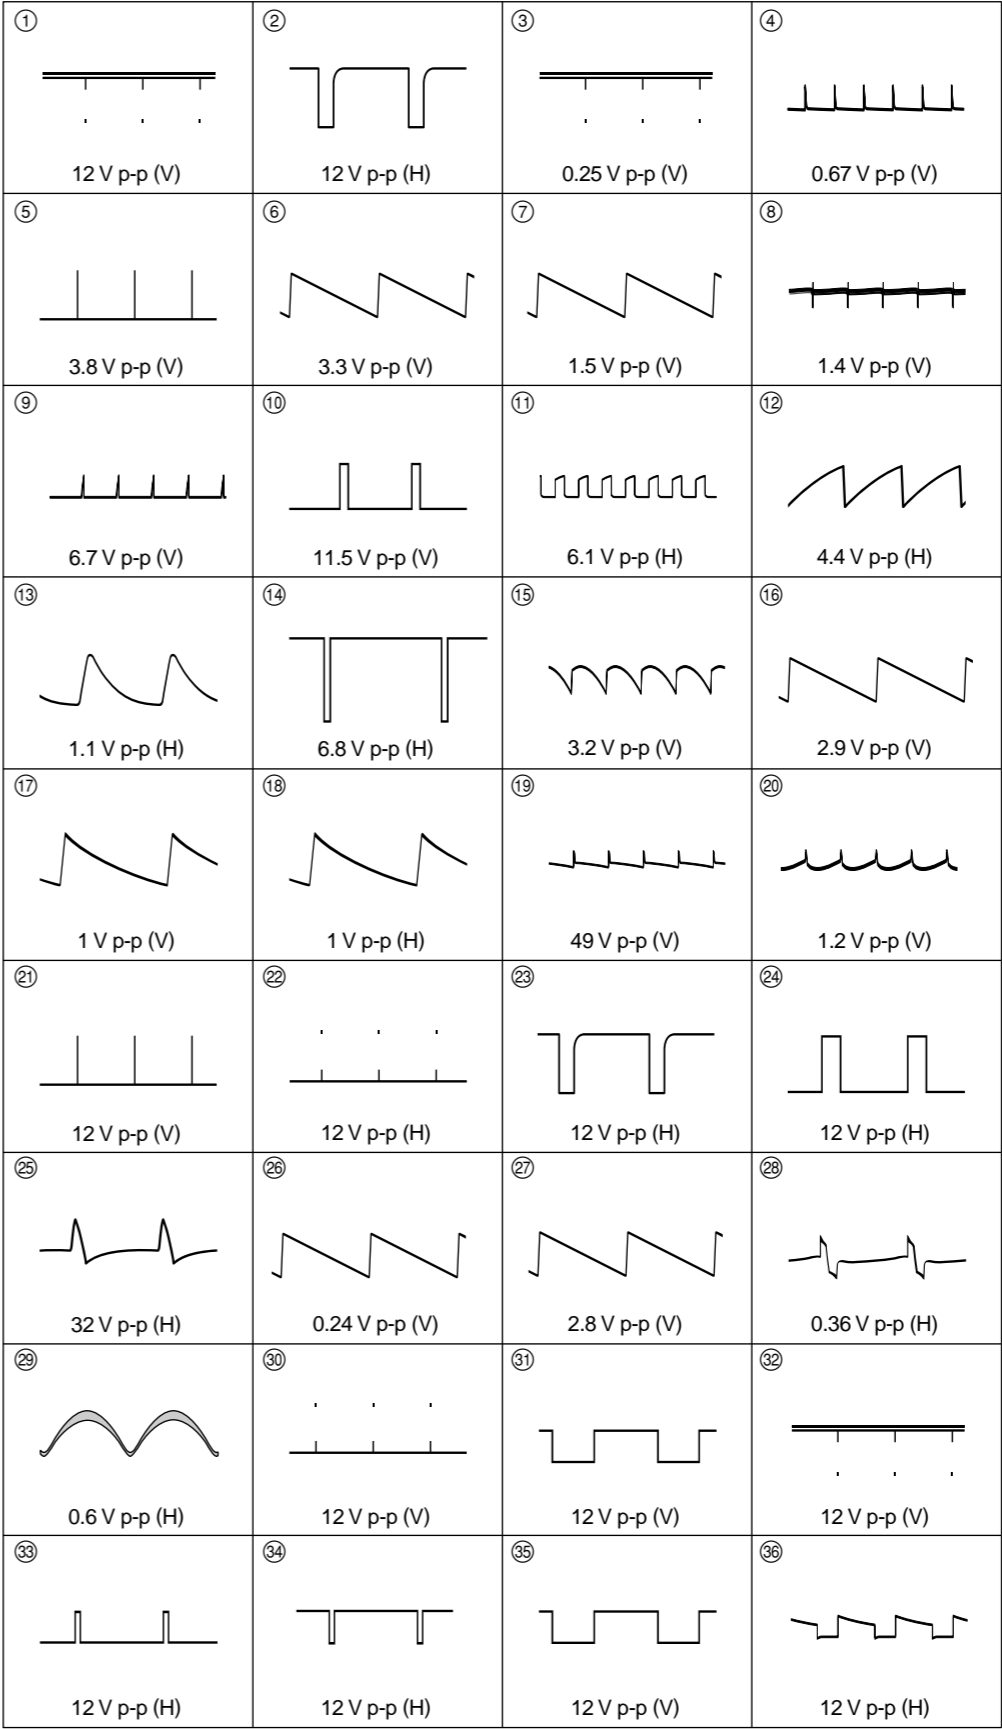 ① ② ③ ④
12 V p-p (V) 12 V p-p (H) 0.25 V p-p (V) 0.67 V p-p (V)
⑤ ⑥ ⑦ ⑧
3.8 V p-p (V) 3.3 V p-p (V) 1.5 V p-p (V) 1.4 V p-p (V)
⑨ ⑩ ⑪ ⑫
6.7 V p-p (V) 11.5 V p-p (V) 6.1 V p-p (H) 4.4 V p-p (H)
⑬ ⑭ ⑮ ⑯
1.1 V p-p (H) 6.8 V p-p (H) 3.2 V p-p (V) 2.9 V p-p (V)
⑰ ⑱ ⑲ ⑳
1 V p-p (V) 1 V p-p (H) 49 V p-p (V) 1.2 V p-p (V)
㉑ ㉒ ㉓ ㉔
12 V p-p (V) 12 V p-p (H) 12 V p-p (H) 12 V p-p (H)
㉕ ㉖ ㉗ ㉘
32 V p-p (H) 0.24 V p-p (V) 2.8 V p-p (V) 0.36 V p-p (H)
㉙ ㉚ ㉛ ㉜
0.6 V p-p (H) 12 V p-p (V) 12 V p-p (V) 12 V p-p (V)
㉝ ㉞ ㉟ ㊱
12 V p-p (H) 12 V p-p (H) 12 V p-p (V) 12 V p-p (H)